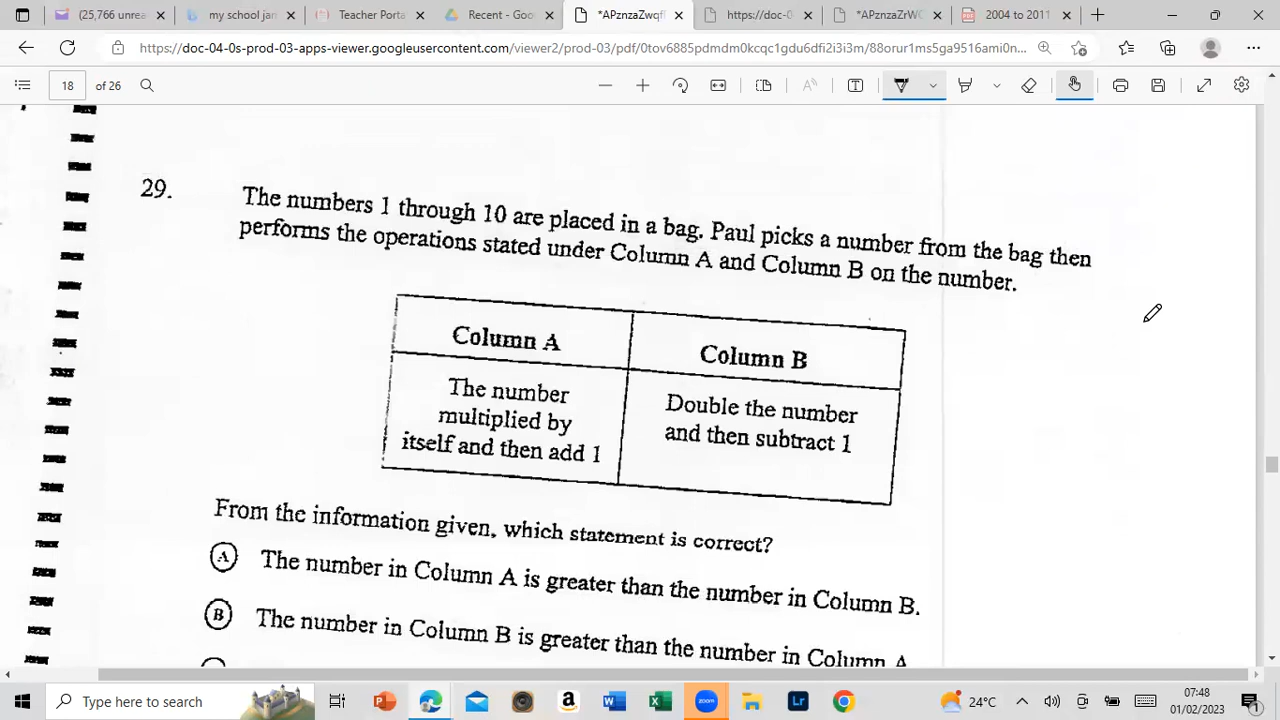 (25,766 unrea
my school jam
Teacher Porta
Recent - Goo
*APznzaZwqf
https://doc-0
*APznzaZrWC
2004 to 2011
https://doc-04-0s-prod-03-apps-viewer.googleusercontent.com/viewer2/prod-03/pdf/0tov6885pdmdm0kcqc1gdu6dfi2i3i3m/88orur1ms5ga9516ami0n...
18 of 26
29.
The numbers 1 through 10 are placed in a bag. Paul picks a number from the bag then
performs the operations stated under Column A and Column B on the number.
Column A
Column B
The number
multiplied by
itself and then add 1
Double the number
and then subtract 1
From the information given, which statement is correct?
A The number in Column A is greater than the number in Column B.
B The number in Column B is greater than the number in Column A
Type here to search
zoom
24°C
07:48
01/02/2023